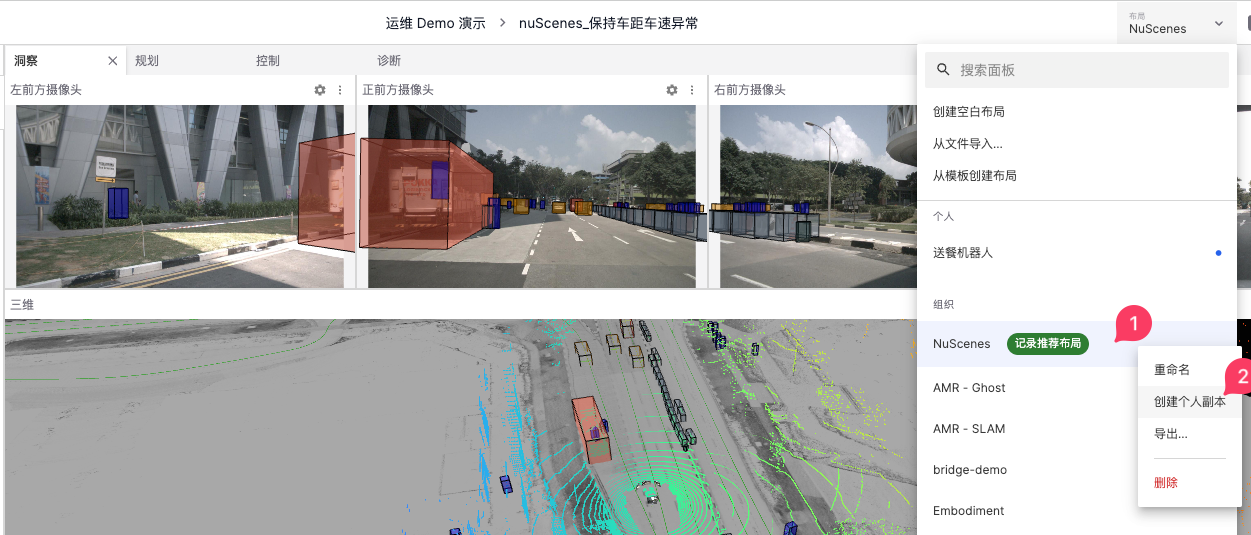 运维 Demo 演示 > nuScenes_保持车距车速异常
布局
NuScenes
洞察
规划
控制
诊断
左前方摄像头
正前方摄像头
右前方摄像头
搜索面板
创建空白布局
从文件导入...
从模板创建布局
个人
送餐机器人
组织
三维
NuScenes 记录推荐布局
1
AMR - Ghost
AMR - SLAM
bridge-demo
Embodiment
重命名
2
创建个人副本
导出...
删除